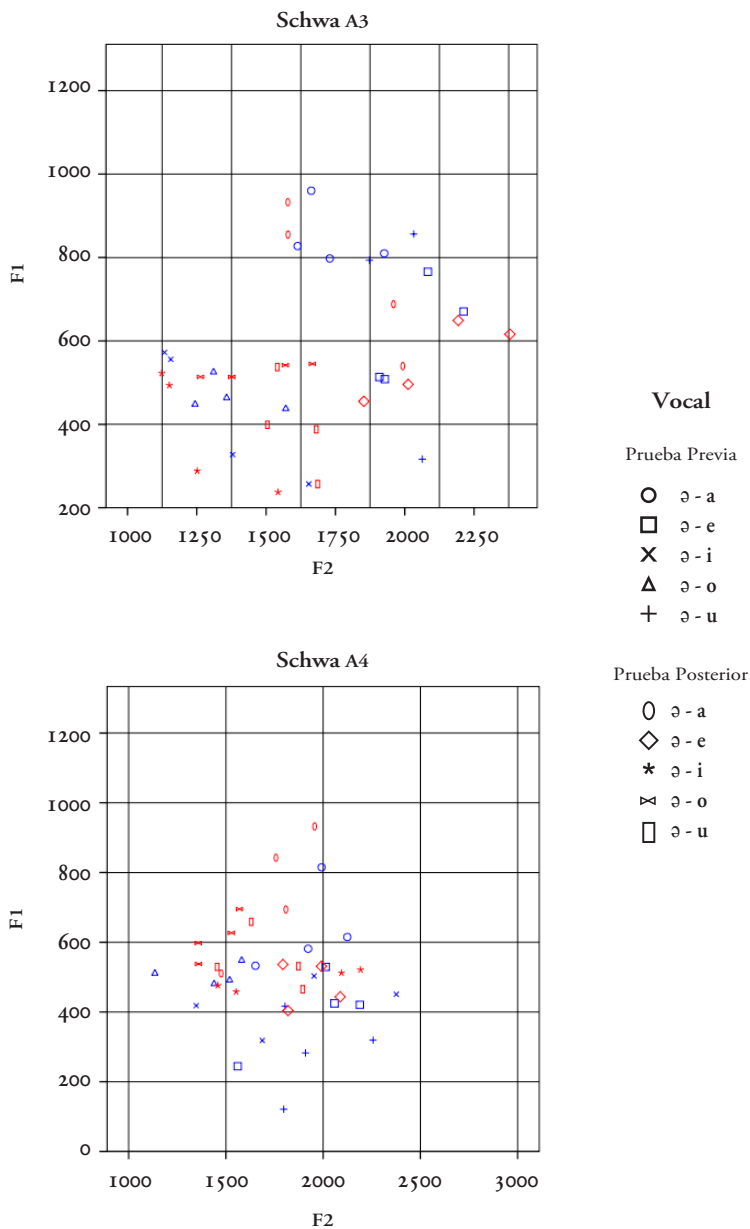 Schwa A3
1200
1000
800
600
400
200
F1
1000 1250 1500 1750 2000 2250
F2
Schwa A4
1200
1000
800
600
400
200
0
F1
1000 1500 2000 2500 3000
F2
Vocal
Prueba Previa
ə - a
ə - e
ə - i
ə - o
ə - u
Prueba Posterior
ə - a
ə - e
ə - i
ə - o
ə - u